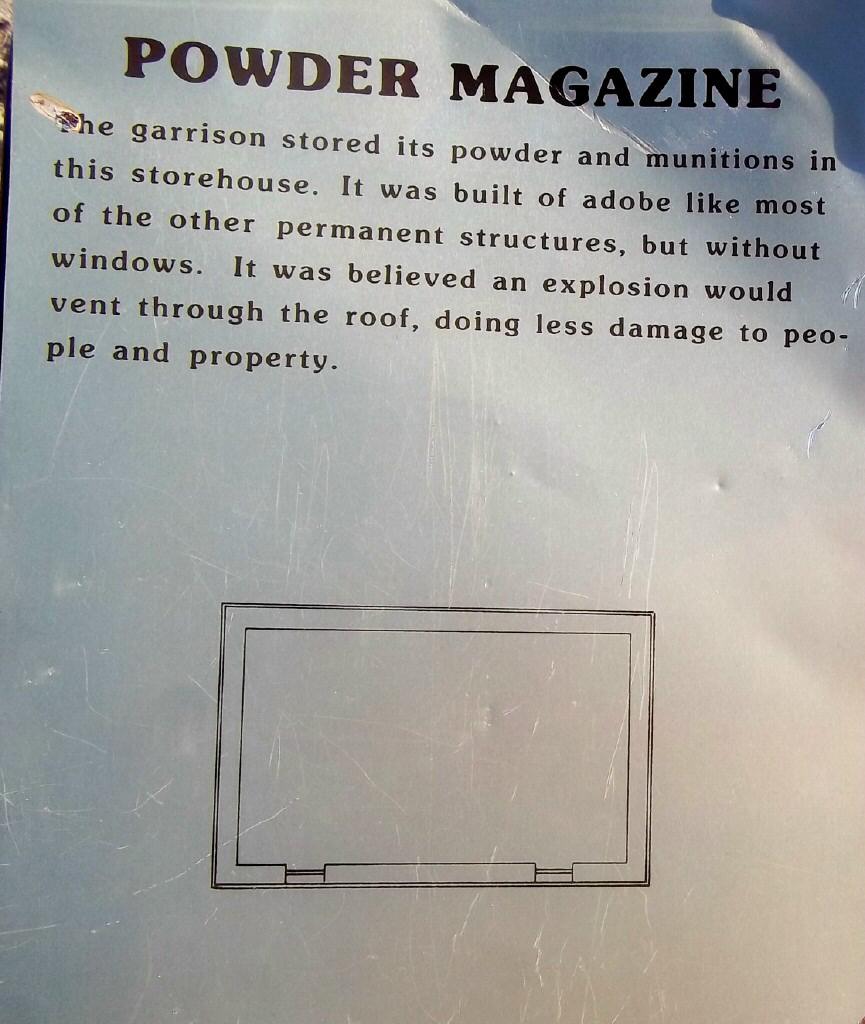 POWDER MAGAZINE
The garrison stored its powder and munitions in
this storehouse. It was built of adobe like most
of the other permanent structures, but without
windows. It was believed an explosion would
vent through the roof, doing less damage to peo-
ple and property.